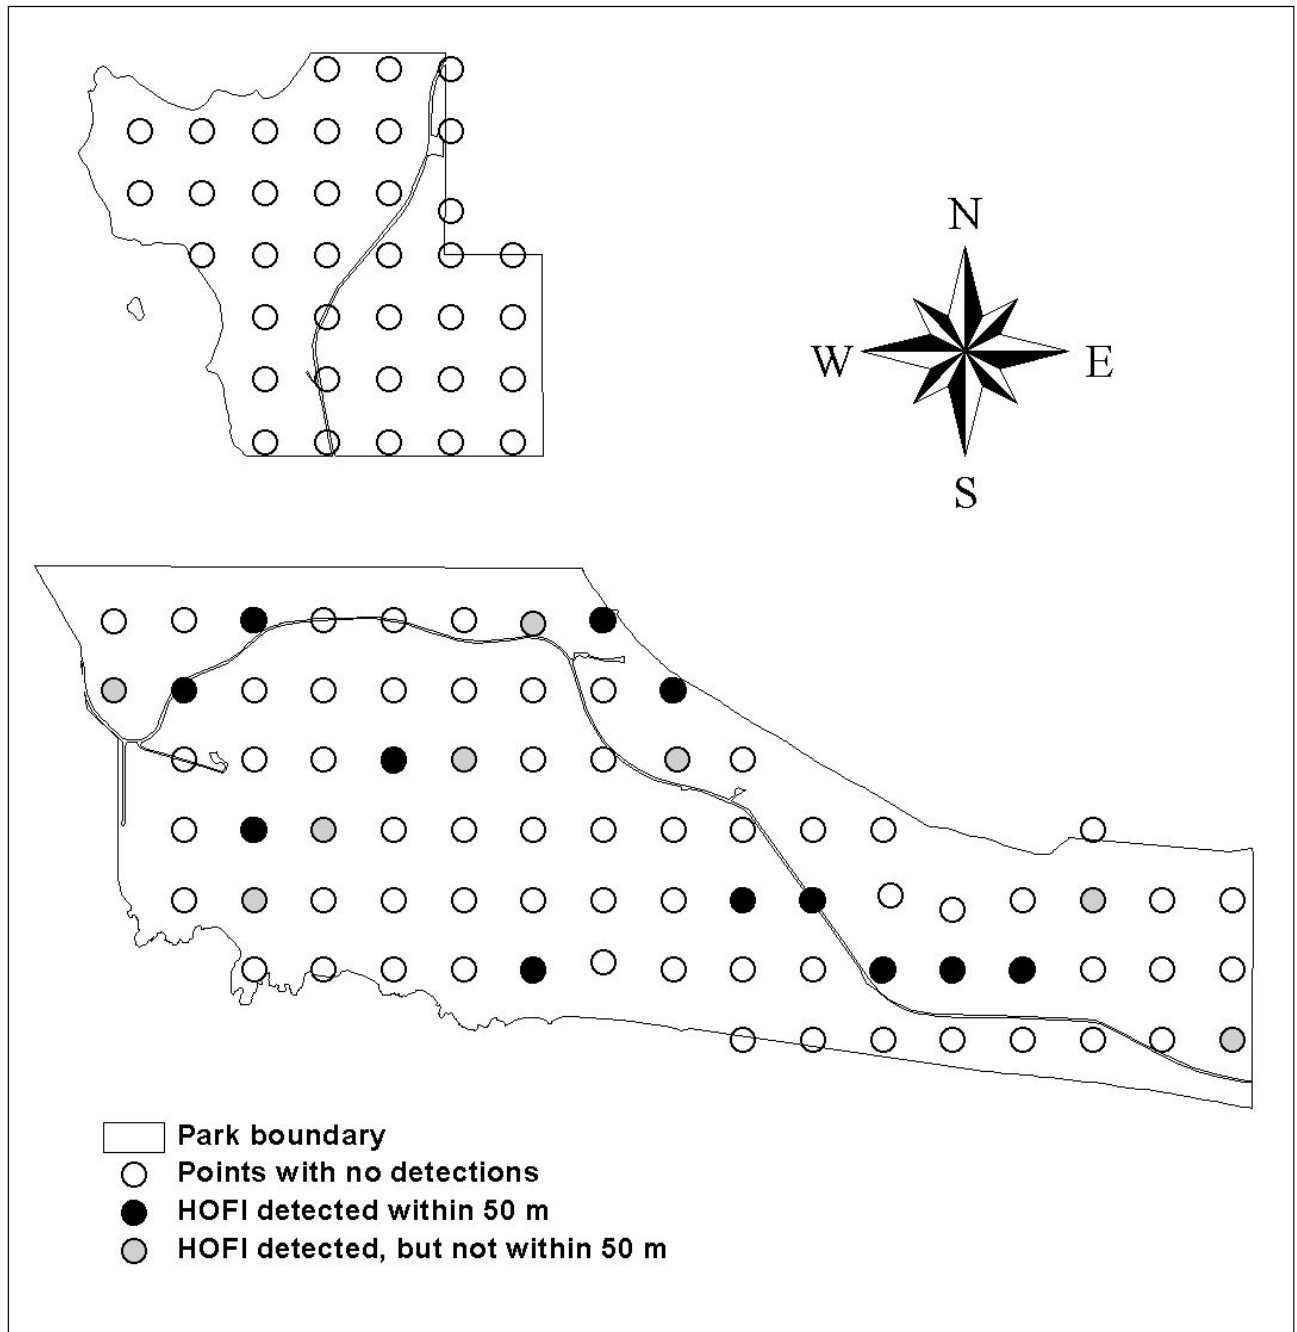 N
W
E
S
Park boundary
Points with no detections
HOFI detected within 50 m
HOFI detected, but not within 50 m